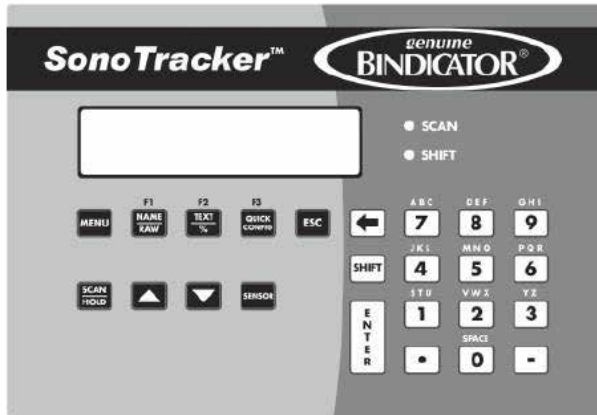 SonoTracker™
genuine
BINDICATOR®
SCAN
SHIFT
F1 F2 F3
MENU NAME RAW TEXT % QUICK CONFIG ESC
ABC DEF GHI
7 8 9
JKL MNO PQR
SHIFT 4 5 6
SCAN HOLD SENSOR
STU VWX YZ
ENTER 1 2 3
SPACE
. 0 -